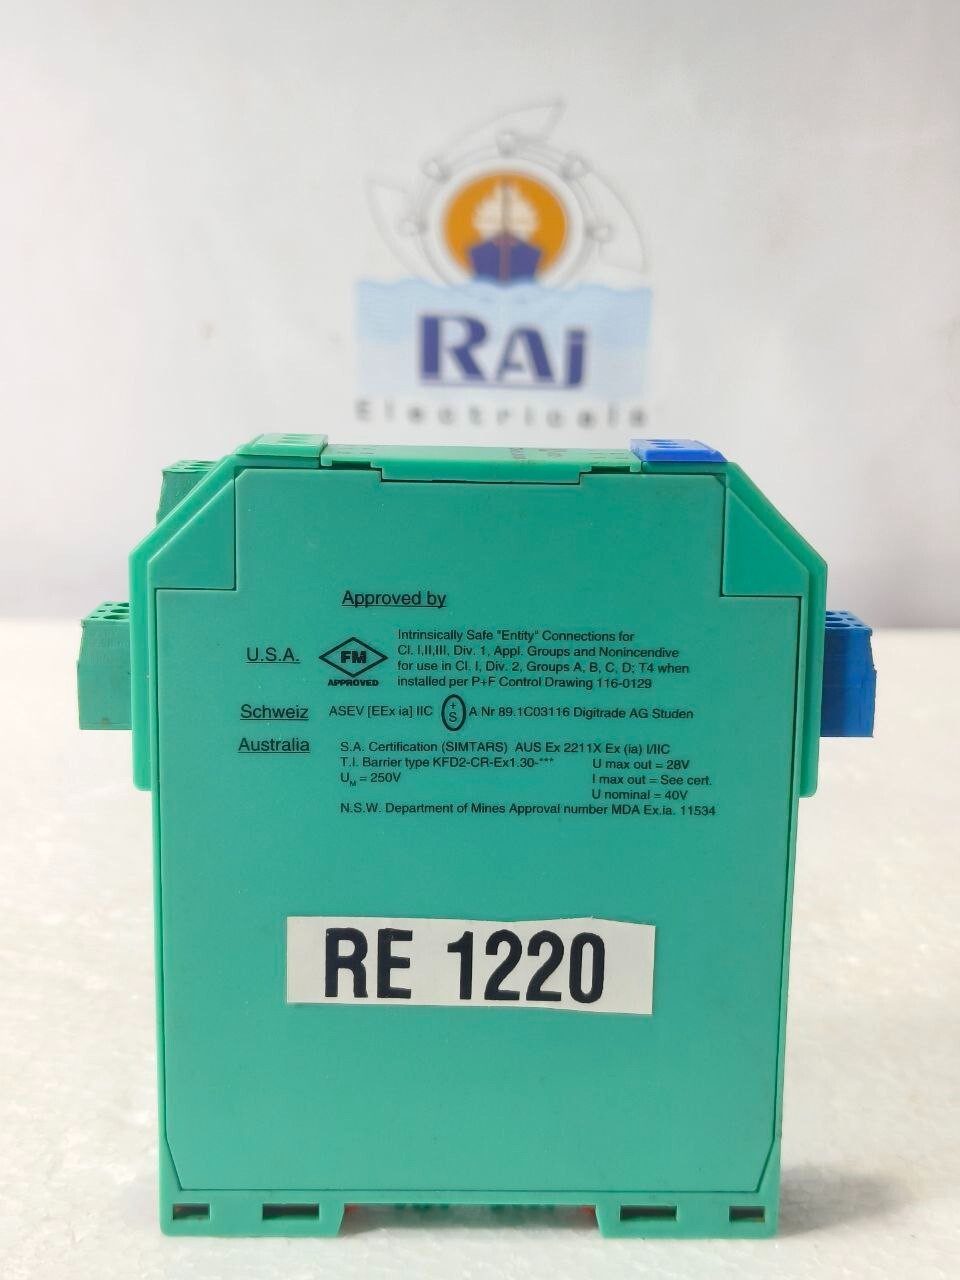 RAj
Electricals
Approved by
U.S.A.
FM
APPROVED
Intrinsically Safe "Entity" Connections for
Cl. I,II,III, Div. 1, Appl. Groups and Nonincendive
for use in Cl. I, Div. 2, Groups A, B, C, D; T4 when
installed per P+F Control Drawing 116-0129
Schweiz ASEV [EEx ia] IIC +S A Nr 89.1C03116 Digitrade AG Studen
Australia S.A. Certification (SIMTARS) AUS Ex 2211X Ex (ia) I/IIC
T.I. Barrier type KFD2-CR-Ex1.30-*** U max out = 28V
UM = 250V I max out = See cert.
U nominal = 40V
N.S.W. Department of Mines Approval number MDA Ex.ia. 11534
RE 1220